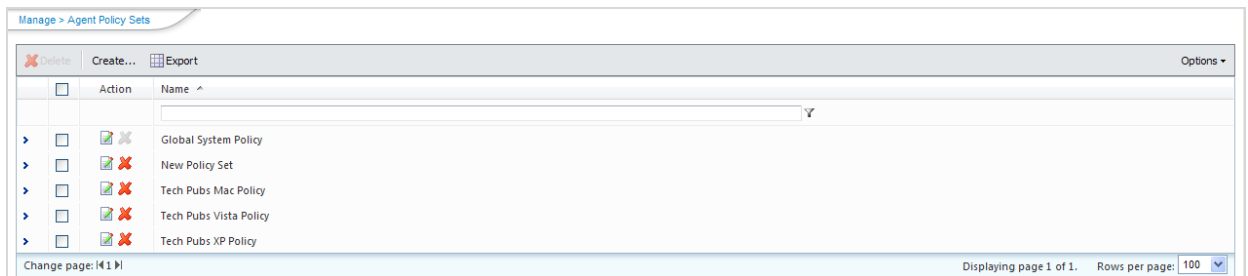 Manage > Agent Policy Sets
Delete Create... Export Options
Action Name
Global System Policy
New Policy Set
Tech Pubs Mac Policy
Tech Pubs Vista Policy
Tech Pubs XP Policy
Change page: 1 Displaying page 1 of 1. Rows per page: 100